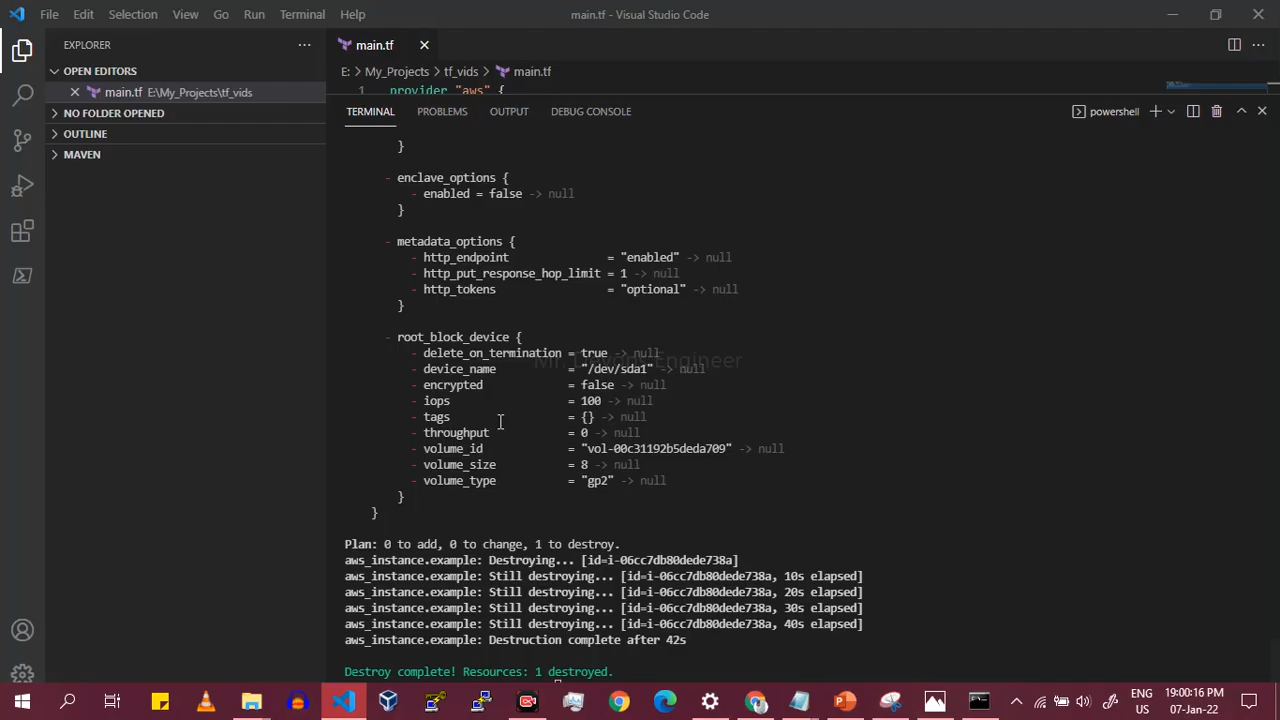 File Edit Selection View Go Run Terminal Help main.tf - Visual Studio Code
EXPLORER
OPEN EDITORS
main.tf E:\My_Projects\tf_vids
NO FOLDER OPENED
OUTLINE
MAVEN
main.tf
E: > My_Projects > tf_vids > main.tf
1 provider "aws" {
TERMINAL PROBLEMS OUTPUT DEBUG CONSOLE powershell
}
- enclave_options {
- enabled = false -> null
}
- metadata_options {
- http_endpoint = "enabled" -> null
- http_put_response_hop_limit = 1 -> null
- http_tokens = "optional" -> null
}
- root_block_device {
- delete_on_termination = true -> null
- device_name = "/dev/sda1" -> null
- encrypted = false -> null
- iops = 100 -> null
- tags = {} -> null
- throughput = 0 -> null
- volume_id = "vol-00c31192b5deda709" -> null
- volume_size = 8 -> null
- volume_type = "gp2" -> null
}
}
Plan: 0 to add, 0 to change, 1 to destroy.
aws_instance.example: Destroying... [id=i-06cc7db80dede738a]
aws_instance.example: Still destroying... [id=i-06cc7db80dede738a, 10s elapsed]
aws_instance.example: Still destroying... [id=i-06cc7db80dede738a, 20s elapsed]
aws_instance.example: Still destroying... [id=i-06cc7db80dede738a, 30s elapsed]
aws_instance.example: Still destroying... [id=i-06cc7db80dede738a, 40s elapsed]
aws_instance.example: Destruction complete after 42s
Destroy complete! Resources: 1 destroyed.
ENG
US
19:00:16 PM
07-Jan-22